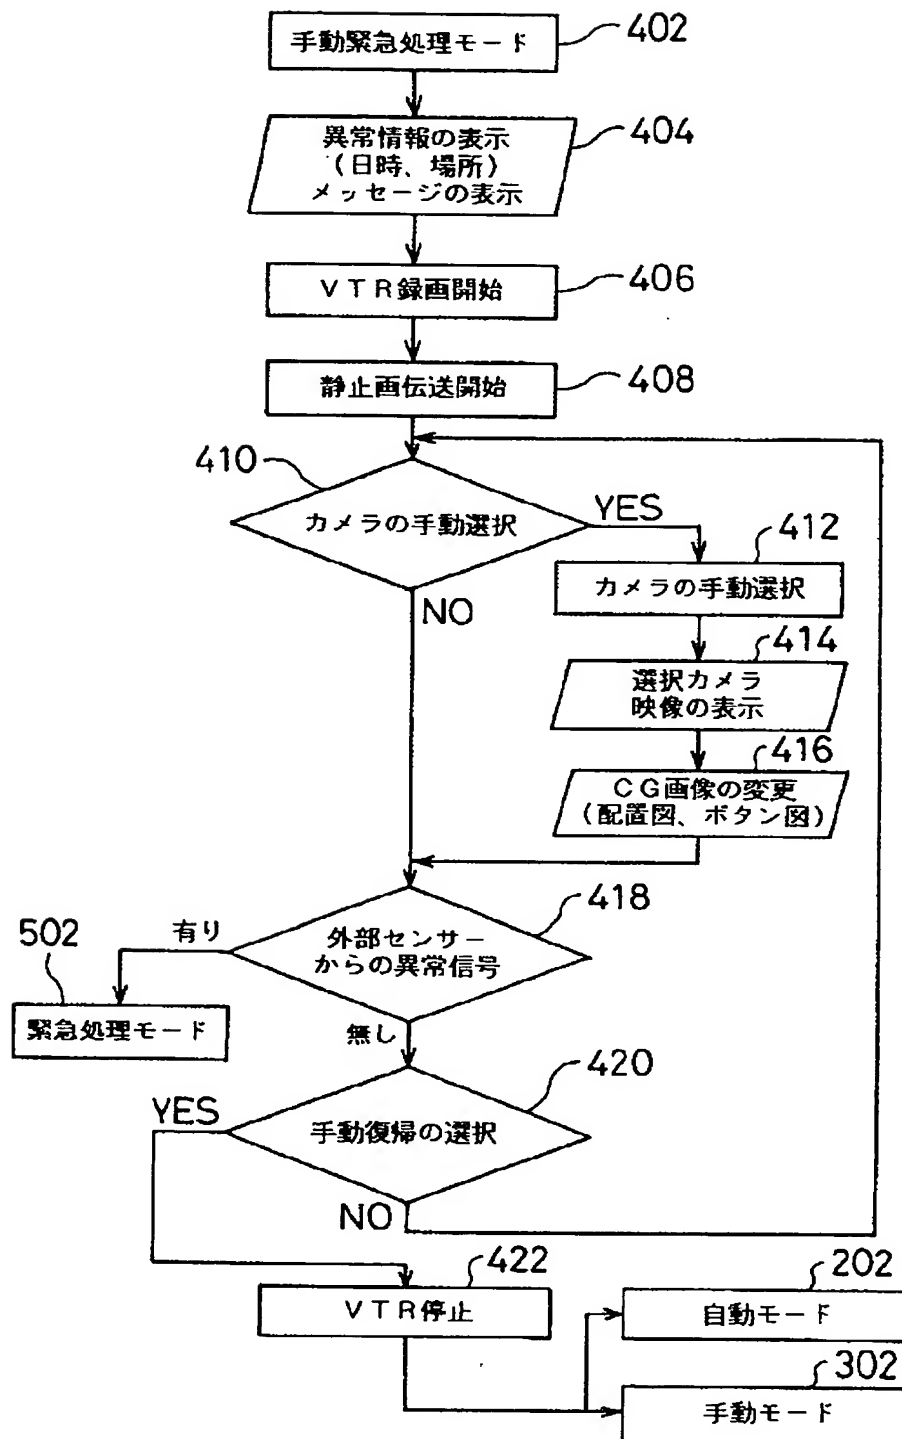 手動緊急処理モード
402
異常情報の表示
(日時、場所)
メッセージの表示
404
VTR録画開始
406
静止画伝送開始
408
410
カメラの手動選択
YES
NO
412
カメラの手動選択
414
選択カメラ
映像の表示
416
CG画像の変更
(配置図、ボタン図)
418
外部センサー
からの異常信号
有り
502
緊急処理モード
無し
420
手動復帰の選択
YES
NO
422
VTR停止
202
自動モード
302
手動モード